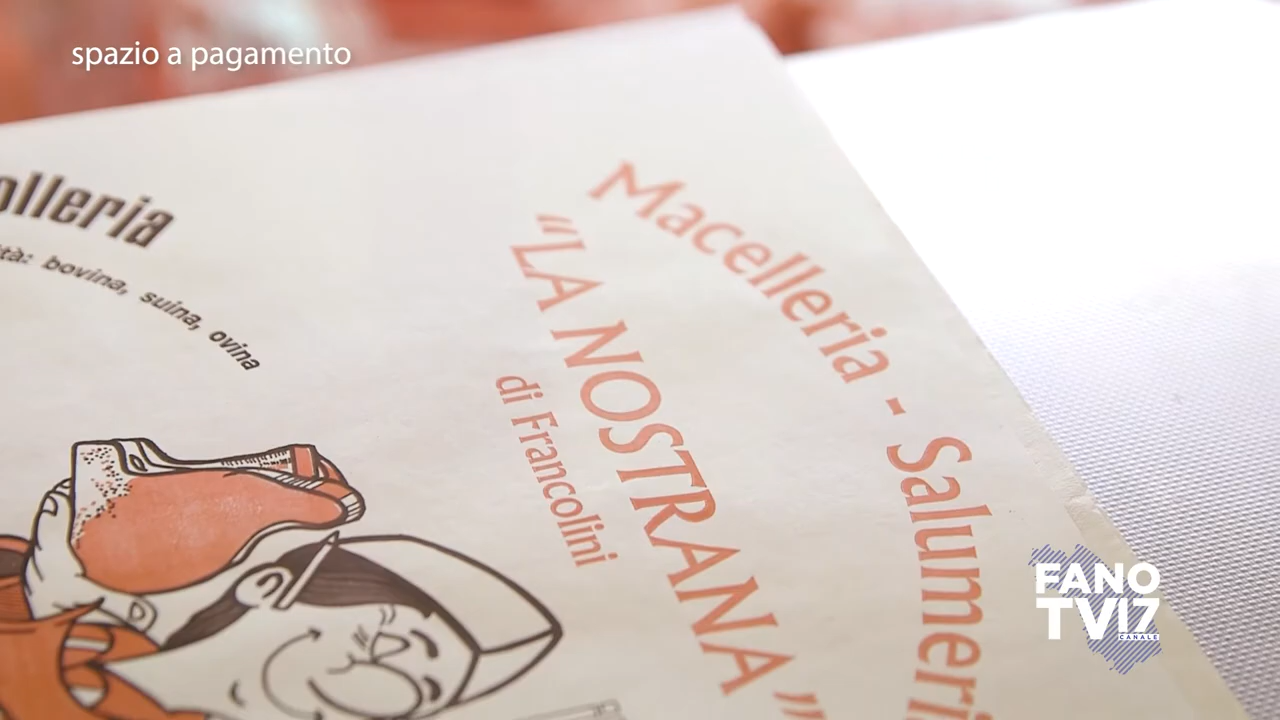 spazio a pagamento
olleria
tà: bovina, suina, ovina
Macelleria - Salumeri
"LA NOSTRANA"
di Francolini
FANO
TV17
CANALE